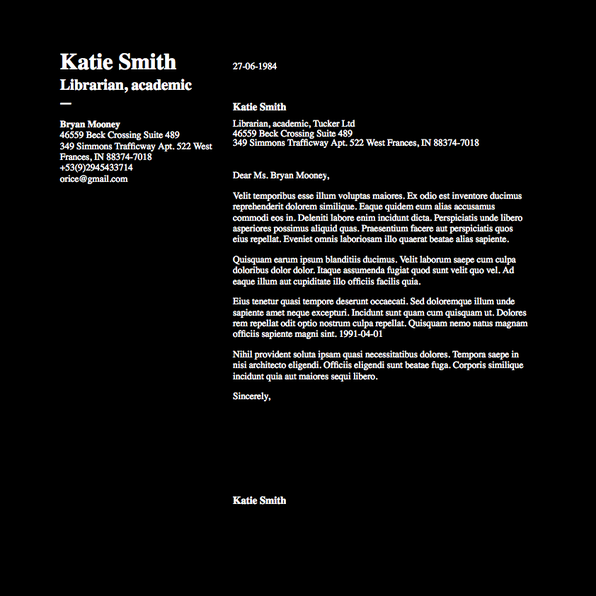 Katie Smith
Librarian, academic
Bryan Mooney
46559 Beck Crossing Suite 489
349 Simmons Trafficway Apt. 522 West
Frances, IN 88374-7018
+53(9)2945433714
orice@gmail.com
27-06-1984
Katie Smith
Librarian, academic, Tucker Ltd
46559 Beck Crossing Suite 489
349 Simmons Trafficway Apt. 522 West Frances, IN 88374-7018
Dear Ms. Bryan Mooney,
Velit temporibus esse illum voluptas maiores. Ex odio est inventore ducimus
reprehenderit dolorem similique. Eaque quidem eum alias accusamus
commodi eos in. Deleniti labore enim incidunt dicta. Perspiciatis unde libero
asperiores possimus aliquid quas. Praesentium facere aut perspiciatis quos
eius repellat. Eveniet omnis laboriosam illo quaerat beatae alias sapiente.
Quisquam earum ipsum blanditiis ducimus. Velit laborum saepe cum culpa
doloribus dolor dolor. Itaque assumenda fugiat quod sunt velit quo vel. Ad
eaque illum aut cupiditate illo officiis facilis quia.
Eius tenetur quasi tempore deserunt occaecati. Sed doloremque illum unde
sapiente amet neque excepturi. Incidunt sunt quam cum quisquam ut. Dolores
rem repellat odit optio nostrum culpa repellat. Quisquam nemo natus magnam
officiis sapiente magni sint. 1991-04-01
Nihil provident soluta ipsam quasi necessitatibus dolores. Tempora saepe in
nisi architecto eligendi. Officiis eligendi sunt beatae fuga. Corporis similique
incidunt quia aut maiores sequi libero.
Sincerely,
Katie Smith